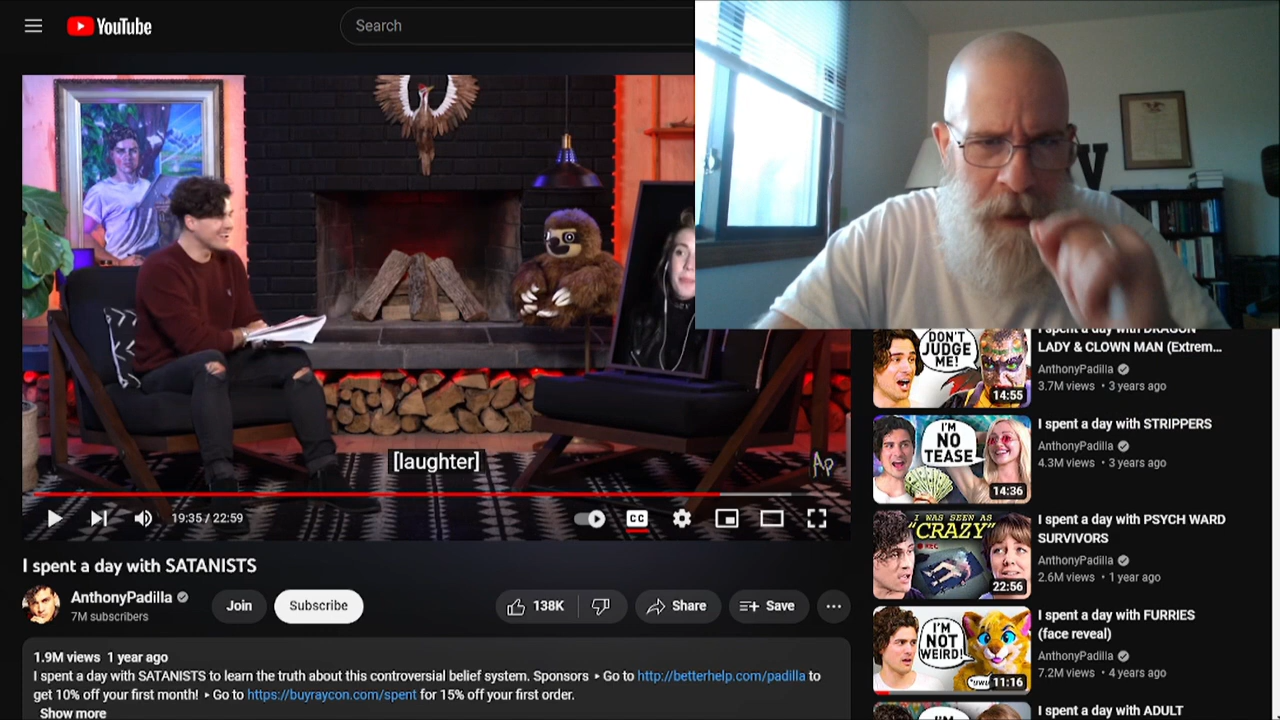 YouTube
Search
V
[laughter]
Ap
19:35 / 22:59
CC
I spent a day with SATANISTS
AnthonyPadilla
7M subscribers
Join
Subscribe
138K
Share
Save
1.9M views 1 year ago
I spent a day with SATANISTS to learn the truth about this controversial belief system. Sponsors ▸ Go to http://betterhelp.com/padilla to
get 10% off your first month! ▸ Go to https://buyraycon.com/spent for 15% off your first order.
Show more
DON'T
JUDGE
ME!
14:55
I spent a day with DRAGON
LADY & CLOWN MAN (Extrem...
AnthonyPadilla
3.7M views • 3 years ago
I'M
NO
TEASE
14:36
I spent a day with STRIPPERS
AnthonyPadilla
4.3M views • 3 years ago
I WAS SEEN AS
"CRAZY"
REC
22:56
I spent a day with PSYCH WARD
SURVIVORS
AnthonyPadilla
2.6M views • 1 year ago
I'M
NOT
WEIRD!
*UWU*
11:16
I spent a day with FURRIES
(face reveal)
AnthonyPadilla
7.2M views • 4 years ago
I'M
I spent a day with ADULT